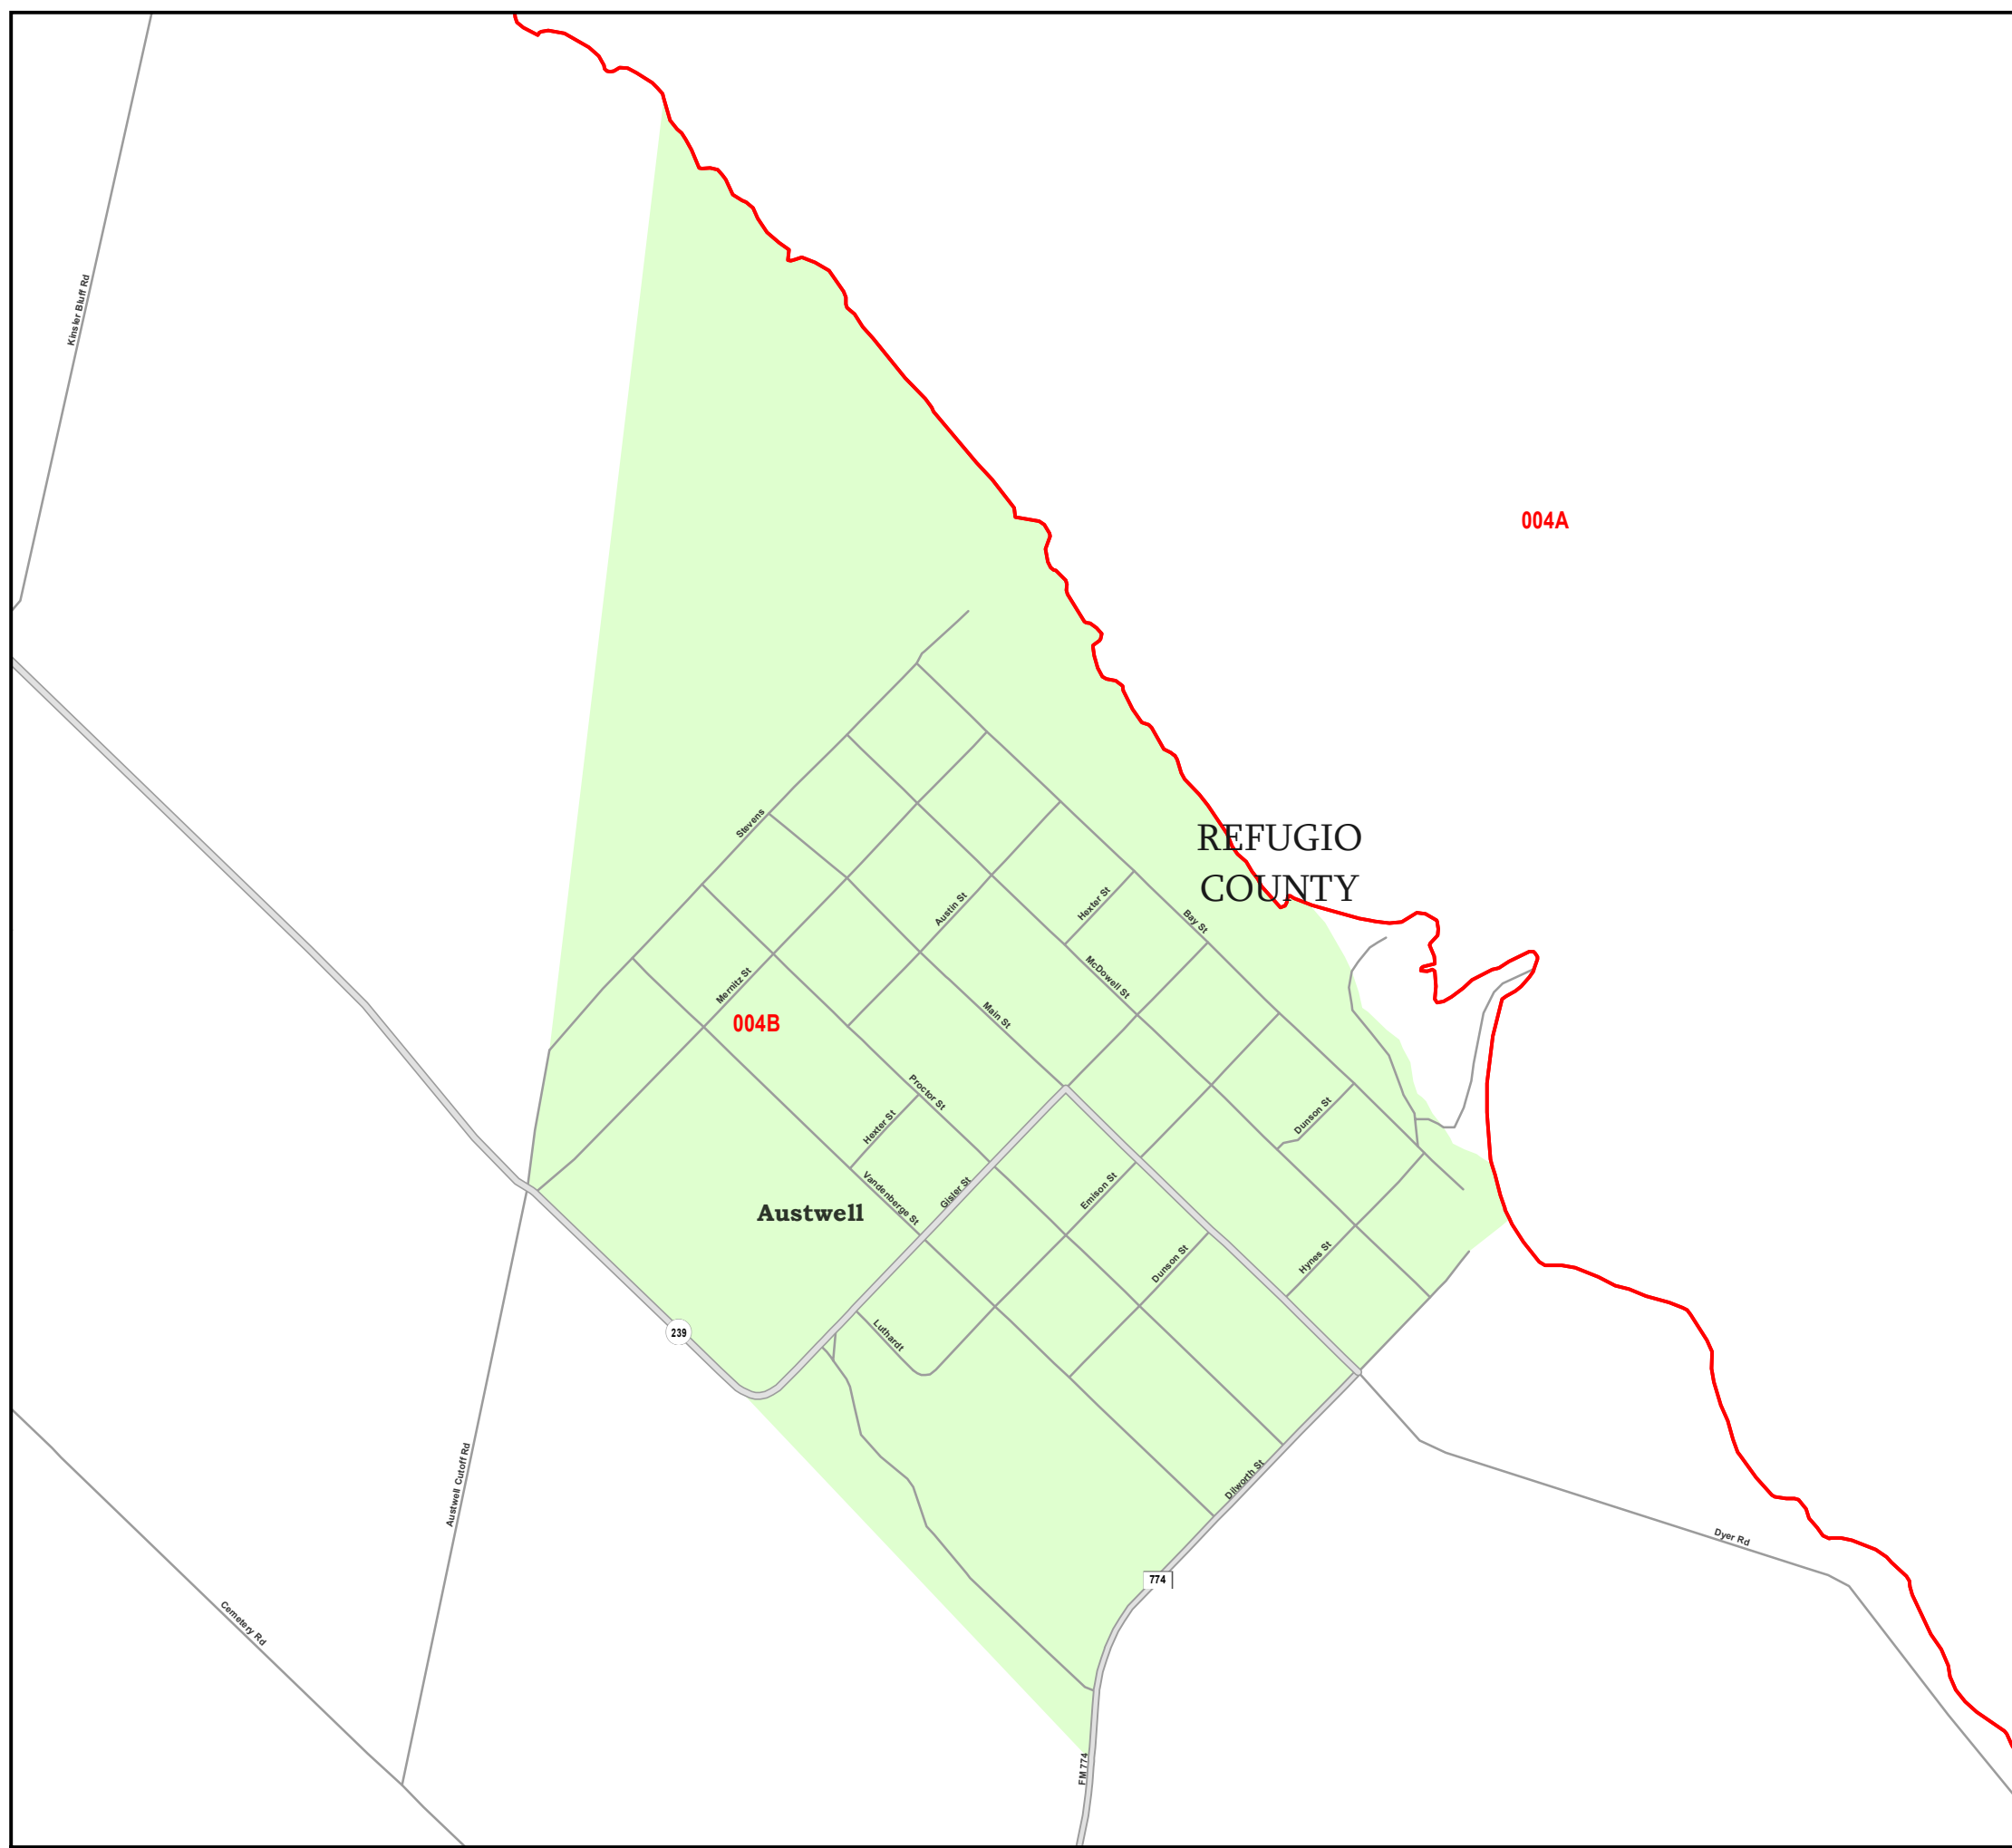 Kinsler Bluff Rd
004A
REFUGIO
COUNTY
Stevens
Austin St
Hexter St
Bay St
McDowell St
Mernitz St
Main St
004B
Proctor St
Hexter St
Dunson St
Vandenberge St
Gisler St
Emison St
Austwell
Dunson St
Hynes St
239
Luthardt
Dilworth St
Austwell Cutoff Rd
Dyer Rd
774
Cemetery Rd
FM 774